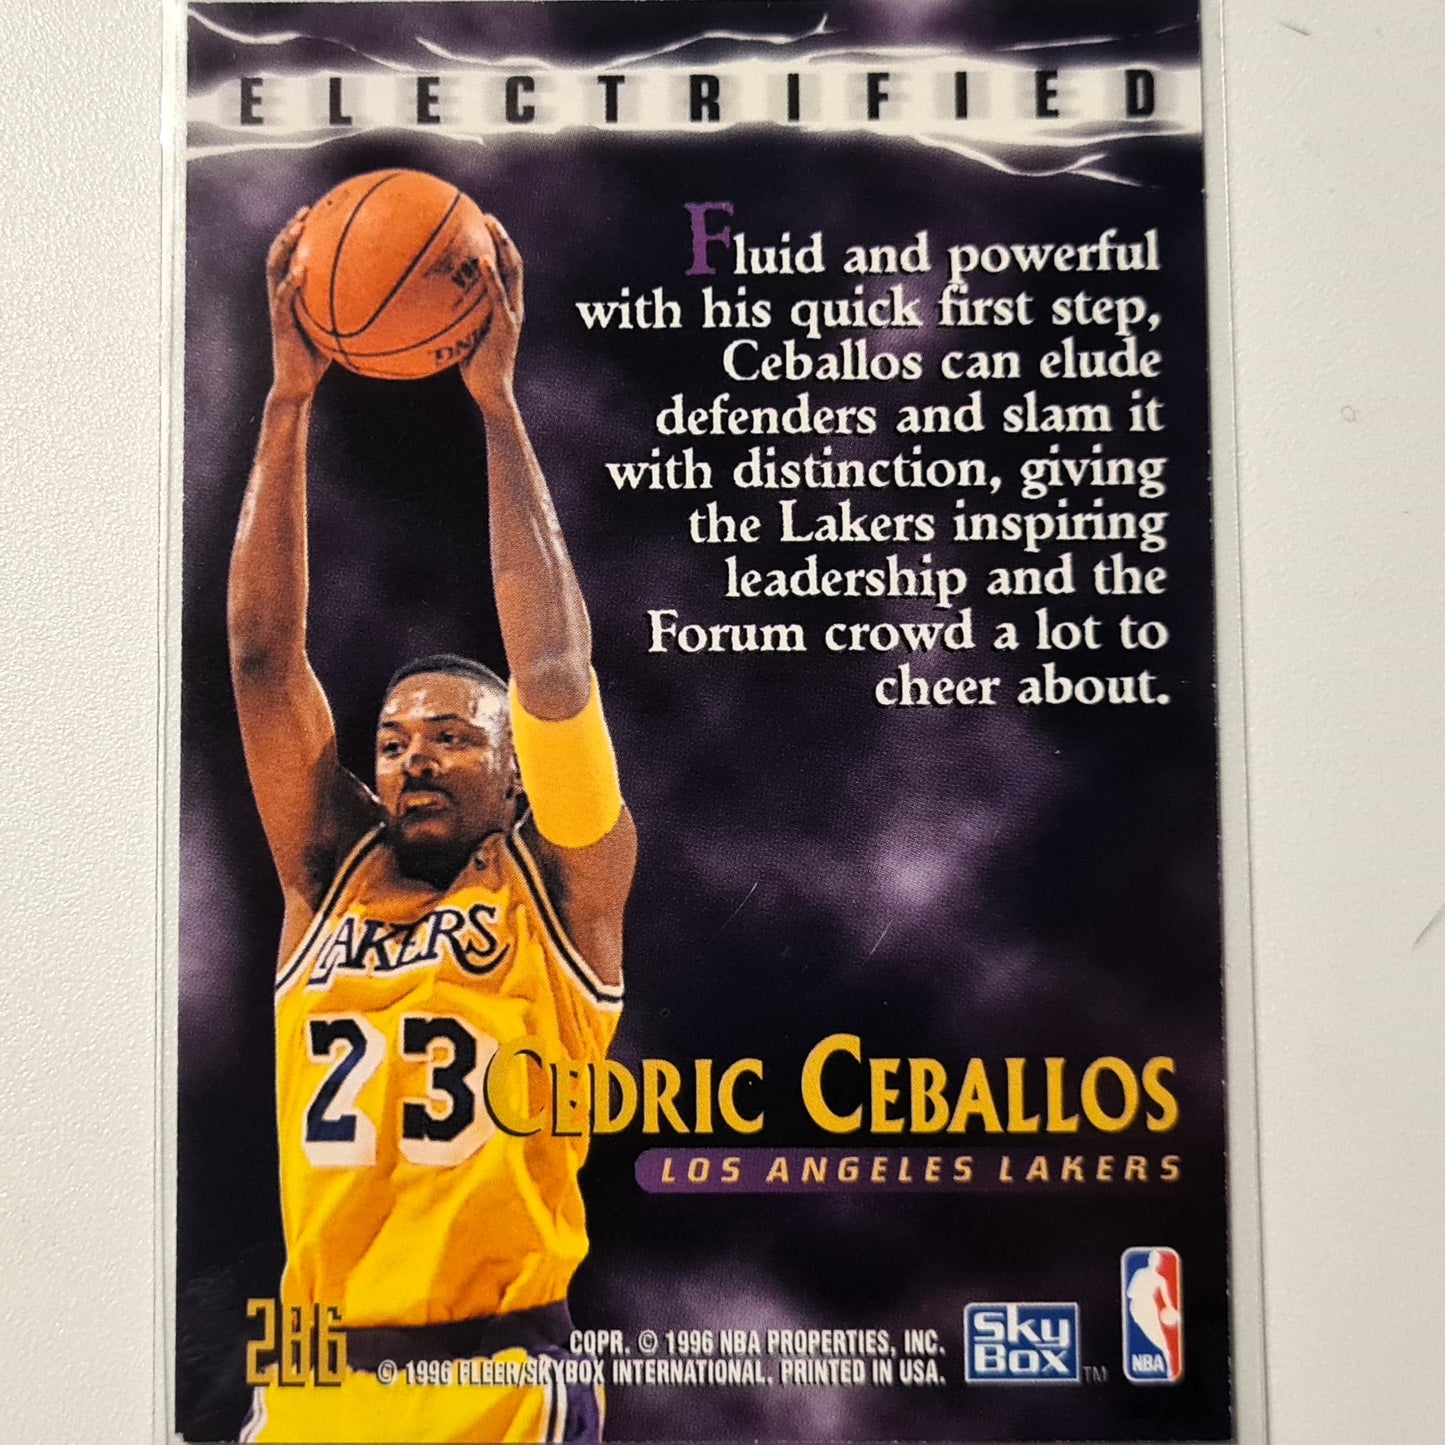 ELECTRIFIED
Fluid and powerful
with his quick first step,
Ceballos can elude
defenders and slam it
with distinction, giving
the Lakers inspiring
leadership and the
Forum crowd a lot to
cheer about.
LAKERS
23
CEDRIC CEBALLOS
LOS ANGELES LAKERS
286
COPR. © 1996 NBA PROPERTIES, INC.
© 1996 FLEER/SKYBOX INTERNATIONAL. PRINTED IN USA.
SKY
BOX TM
NBA